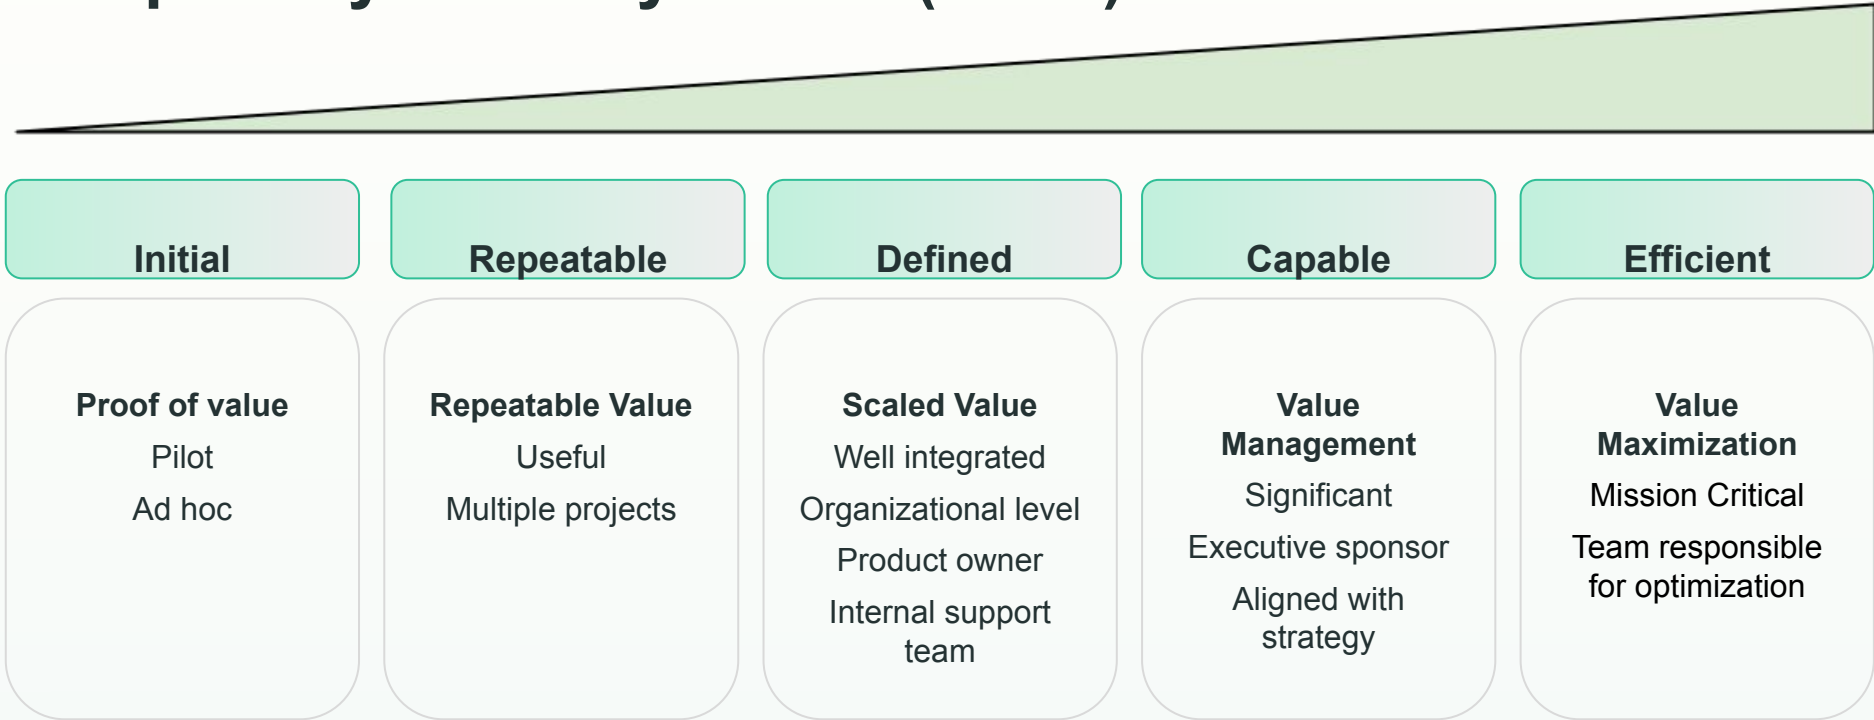 Initial
Repeatable
Defined
Capable
Efficient
Proof of value
Pilot
Ad hoc
Repeatable Value
Useful
Multiple projects
Scaled Value
Well integrated
Organizational level
Product owner
Internal support
team
Value
Management
Significant
Executive sponsor
Aligned with
strategy
Value
Maximization
Mission Critical
Team responsible
for optimization